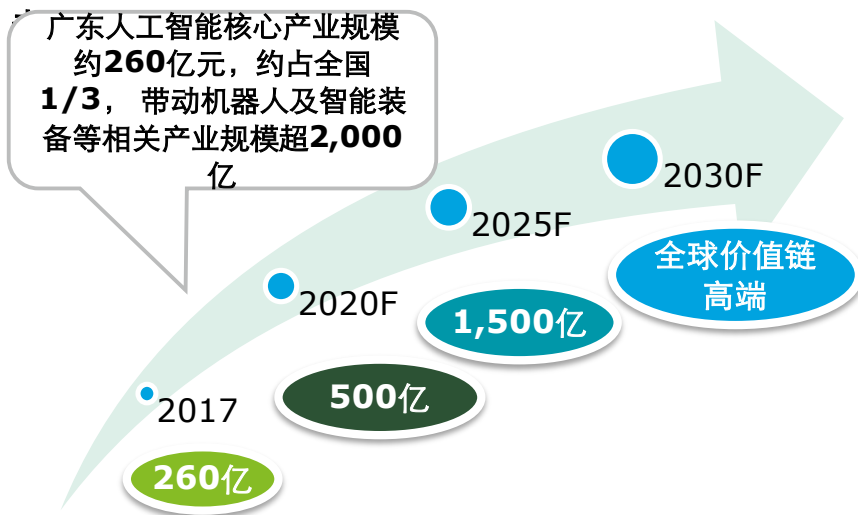 广东人工智能核心产业规模
约260亿元，约占全国
1/3， 带动机器人及智能装
备等相关产业规模超2,000
亿
2030F
2025F
全球价值链
高端
2020F
1,500亿
2017
500亿
260亿